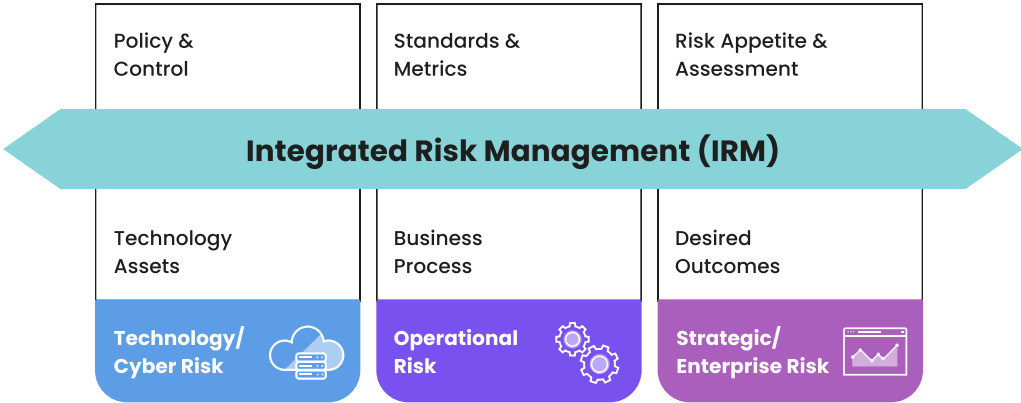 Policy &
Control
Standards &
Metrics
Risk Appetite &
Assessment
Integrated Risk Management (IRM)
Technology
Assets
Business
Process
Desired
Outcomes
Technology/
Cyber Risk
Operational
Risk
Strategic/
Enterprise Risk